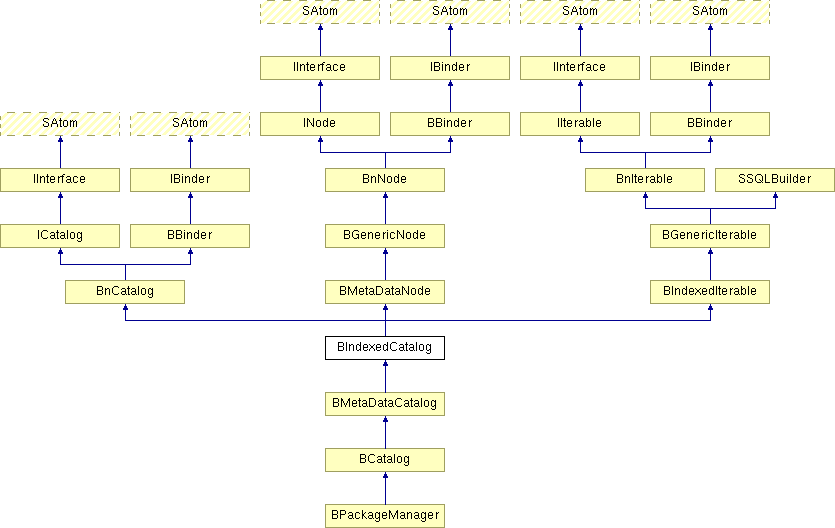 SAtom SAtom SAtom SAtom
IInterface IBinder IInterface IBinder
SAtom SAtom INode BBinder IIterable BBinder
IInterface IBinder BnNode BnIterable SSQLBuilder
ICatalog BBinder BGenericNode BGenericIterable
BnCatalog BMetaDataNode BIndexedIterable
BIndexedCatalog
BMetaDataCatalog
BCatalog
BPackageManager